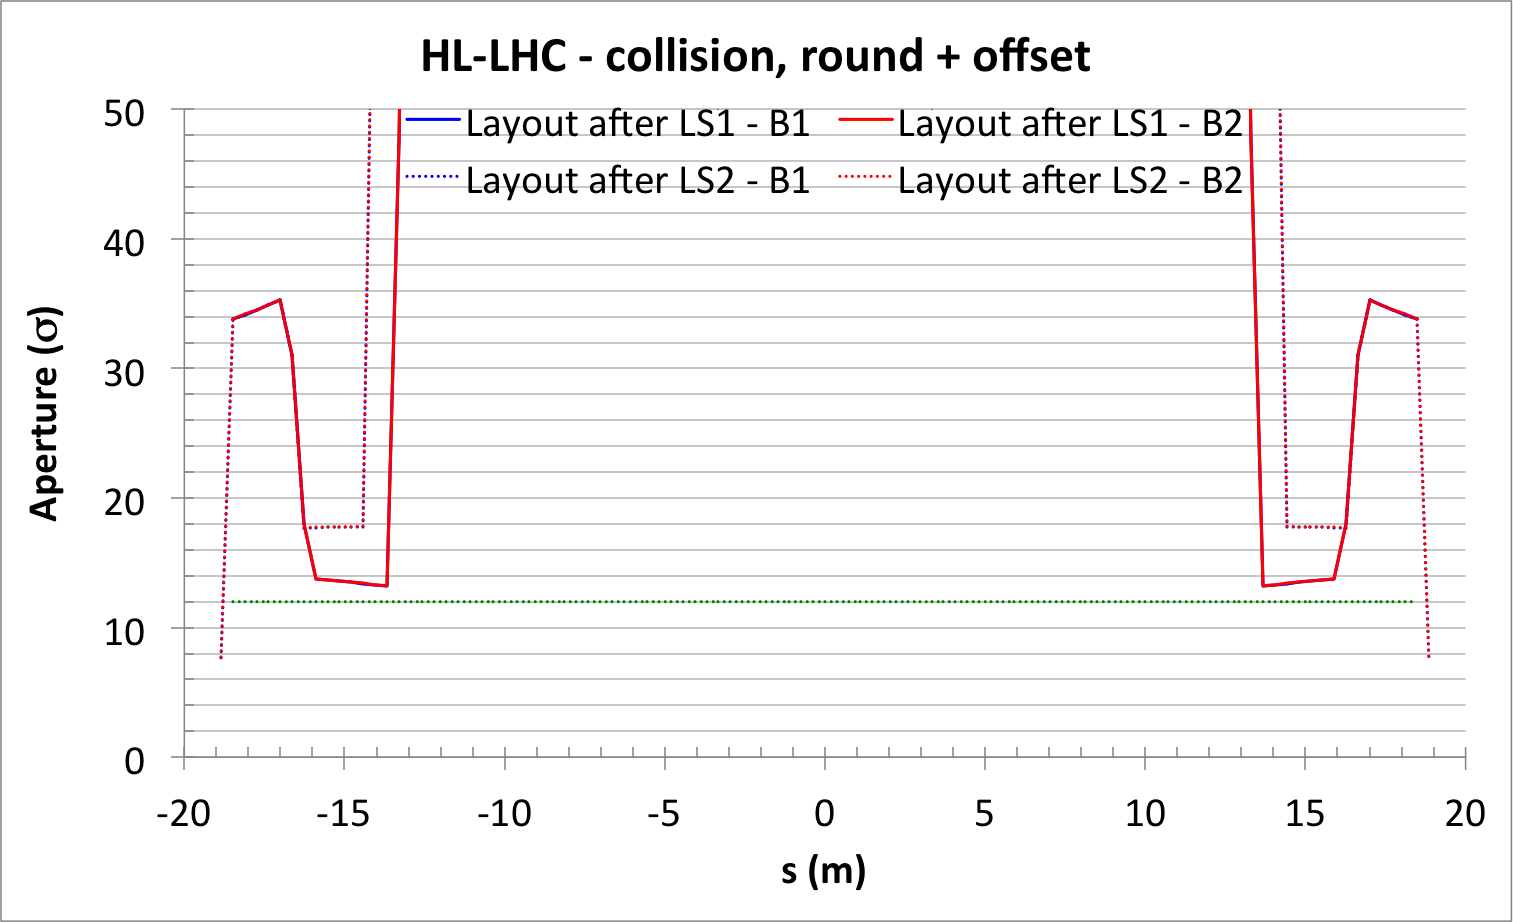 HL-LHC - collision, round + offset
50
Layout after LS1 - B1 Layout after LS1 - B2
Layout after LS2 - B1 Layout after LS2 - B2
40
30
20
10
0
Aperture (σ)
-20 -15 -10 -5 0 5 10 15 20
s (m)